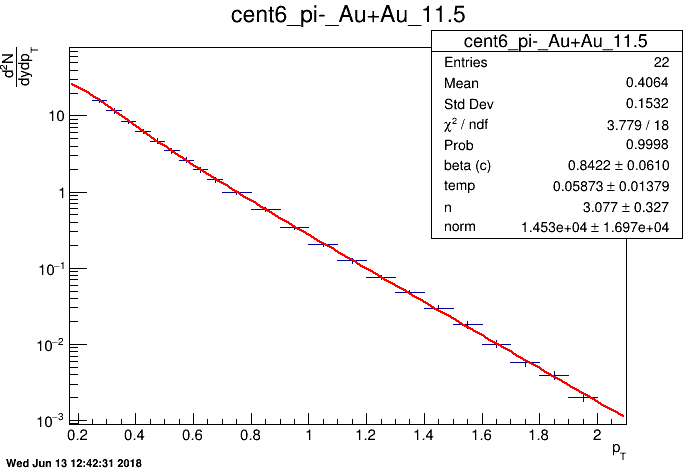 cent6_pi-_Au+Au_11.5
d²N
dydp_T
cent6_pi-_Au+Au_11.5
Entries 22
Mean 0.4064
Std Dev 0.1532
χ² / ndf 3.779 / 18
Prob 0.9998
beta (c) 0.8422 ± 0.0610
temp 0.05873 ± 0.01379
n 3.077 ± 0.327
norm 1.453e+04 ± 1.697e+04
10
1
10⁻¹
10⁻²
10⁻³
0.2 0.4 0.6 0.8 1 1.2 1.4 1.6 1.8 2
p_T
Wed Jun 13 12:42:31 2018